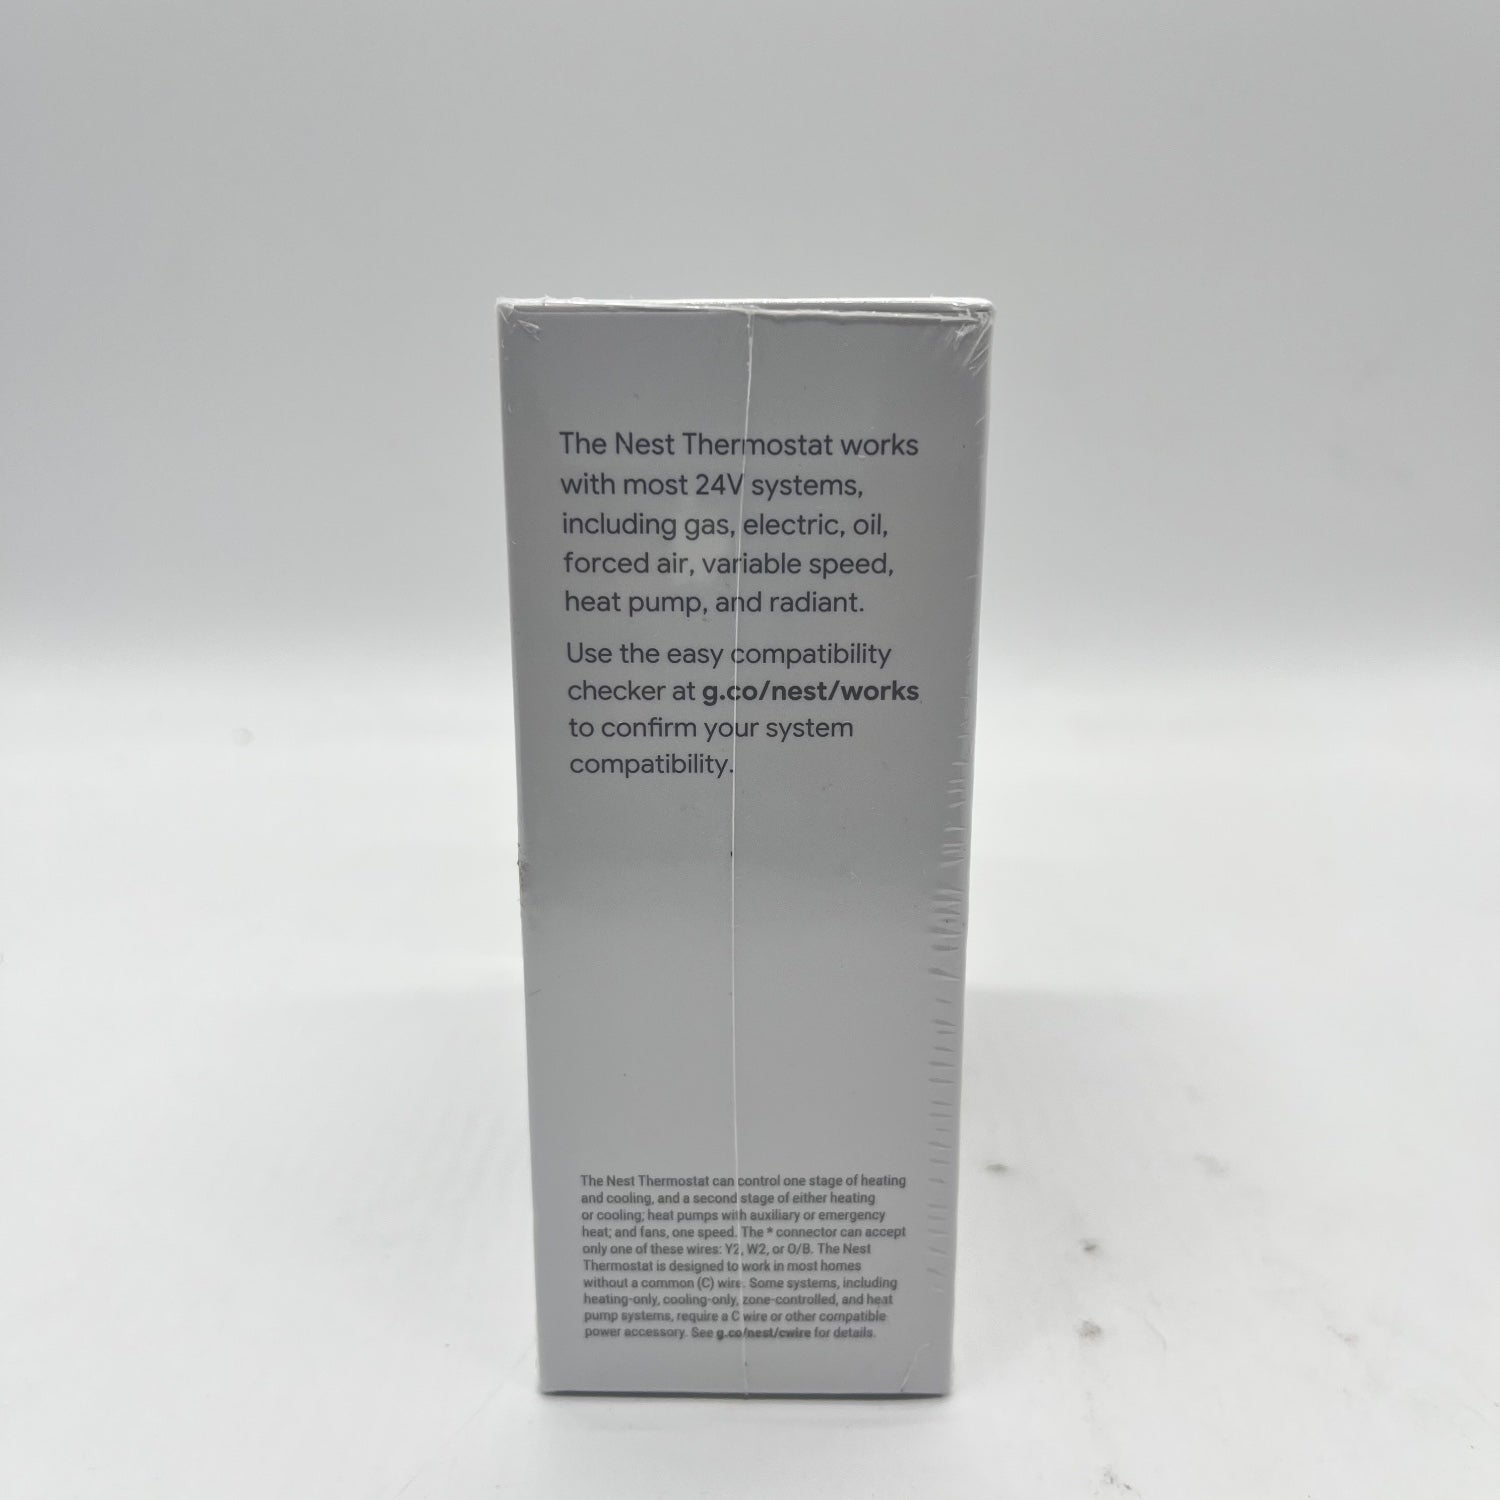 The Nest Thermostat works
with most 24V systems,
including gas, electric, oil,
forced air, variable speed,
heat pump, and radiant.
Use the easy compatibility
checker at g.co/nest/works
to confirm your system
compatibility.
The Nest Thermostat can control one stage of heating
and cooling, and a second stage of either heating
or cooling; heat pumps with auxiliary or emergency
heat; and fans, one speed. The * connector can accept
only one of these wires: Y2, W2, or O/B. The Nest
Thermostat is designed to work in most homes
without a common (C) wire. Some systems, including
heating-only, cooling-only, zone-controlled, and heat
pump systems, require a C wire or other compatible
power accessory. See g.co/nest/cwire for details.